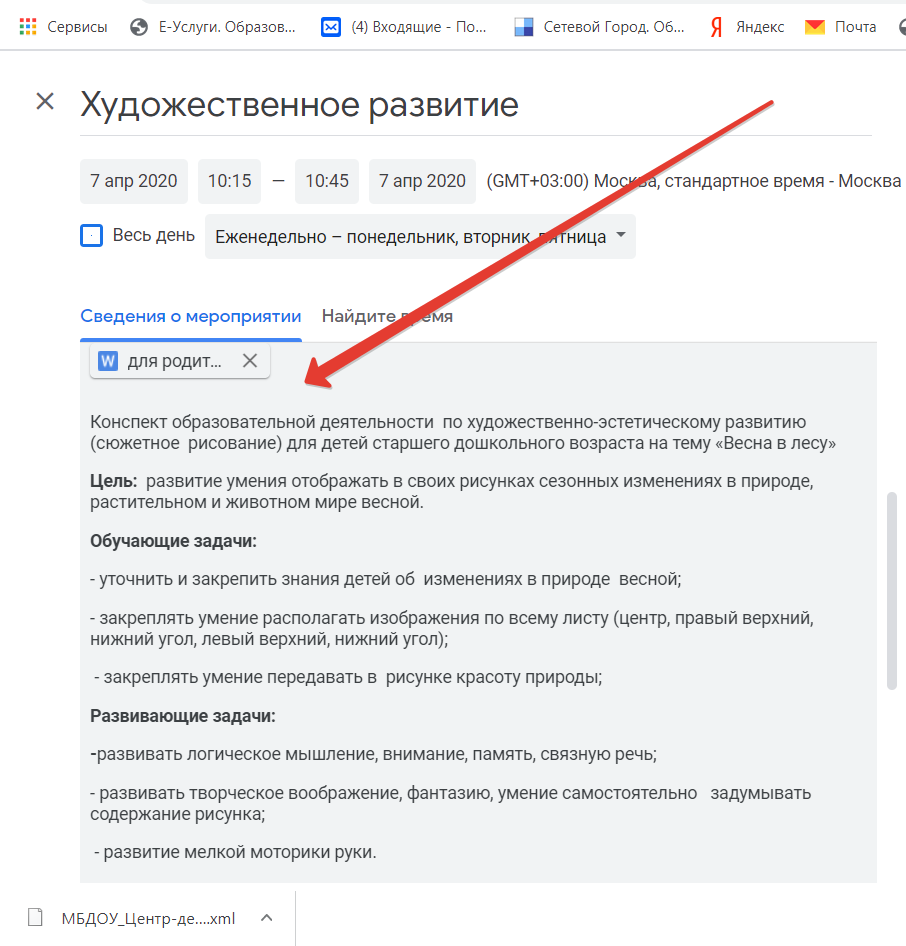 Сервисы Е-Услуги. Образов... (4) Входящие - По... Сетевой Город. Об... Яндекс Почта
Художественное развитие
7 апр 2020 10:15 – 10:45 7 апр 2020 (GMT+03:00) Москва, стандартное время - Москва
Весь день Еженедельно – понедельник, вторник, пятница
Сведения о мероприятии Найдите время
W для родит...
Конспект образовательной деятельности по художественно-эстетическому развитию
(сюжетное рисование) для детей старшего дошкольного возраста на тему «Весна в лесу»
Цель: развитие умения отображать в своих рисунках сезонных изменениях в природе,
растительном и животном мире весной.
Обучающие задачи:
- уточнить и закрепить знания детей об изменениях в природе весной;
- закреплять умение располагать изображения по всему листу (центр, правый верхний,
нижний угол, левый верхний, нижний угол);
- закреплять умение передавать в рисунке красоту природы;
Развивающие задачи:
-развивать логическое мышление, внимание, память, связную речь;
- развивать творческое воображение, фантазию, умение самостоятельно задумывать
содержание рисунка;
- развитие мелкой моторики руки.
МБДОУ_Центр-де....xml